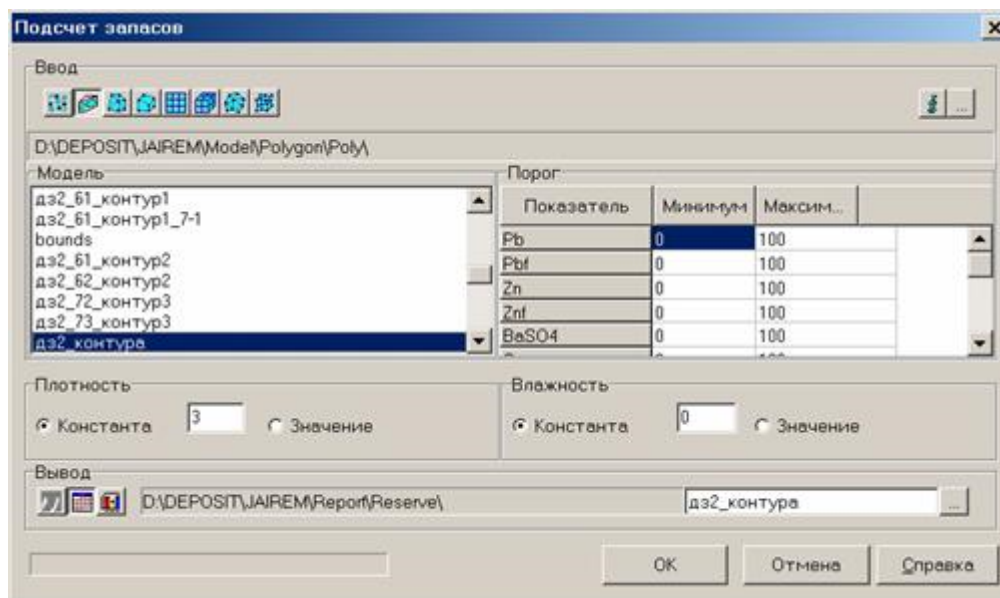 Подсчет запасов
Ввод
...
D:\DEPOSIT\JAIREM\Model\Polygon\Poly\
Модель
дз2_61_контур1
дз2_61_контур1_7-1
bounds
дз2_61_контур2
дз2_62_контур2
дз2_72_контур3
дз2_73_контур3
дз2_контура
Порог
Показатель Минимум Максим...
Pb 0 100
Pbf 0 100
Zn 0 100
Znf 0 100
BaSO4 0 100
Плотность
Константа 3 Значение
Влажность
Константа 0 Значение
Вывод
D:\DEPOSIT\JAIREM\Report\Reserve\ дз2_контура ...
OK Отмена Справка